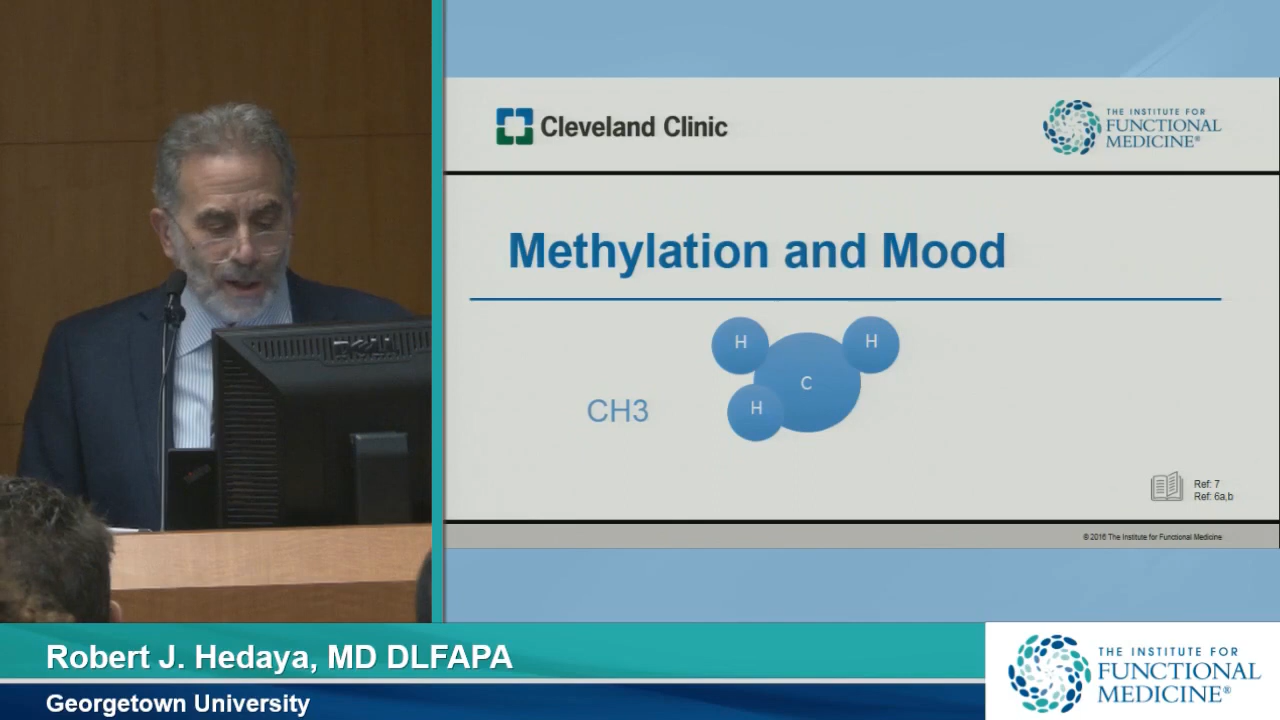 Cleveland Clinic
THE INSTITUTE FOR
FUNCTIONAL
MEDICINE®
Methylation and Mood
H
H
C
H
CH3
Ref: 7
Ref: 6a,b
© 2016 The Institute for Functional Medicine
DELL
Robert J. Hedaya, MD DLFAPA
Georgetown University
THE INSTITUTE FOR
FUNCTIONAL
MEDICINE®